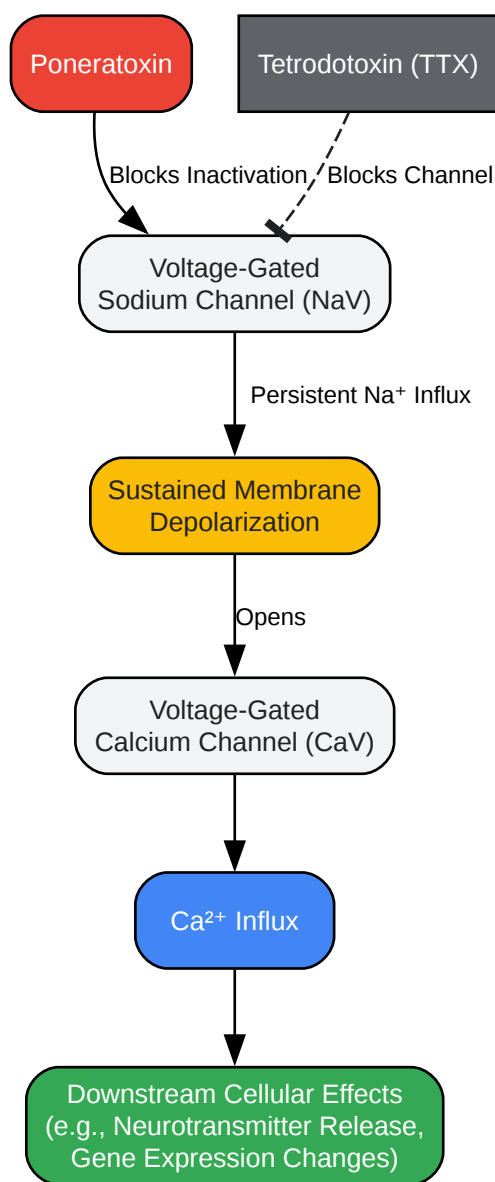 Poneratoxin
Tetrodotoxin (TTX)
Blocks Inactivation
Blocks Channel
Voltage-Gated
Sodium Channel (NaV)
Persistent Na⁺ Influx
Sustained Membrane
Depolarization
Opens
Voltage-Gated
Calcium Channel (CaV)
Ca²⁺ Influx
Downstream Cellular Effects
(e.g., Neurotransmitter Release,
Gene Expression Changes)